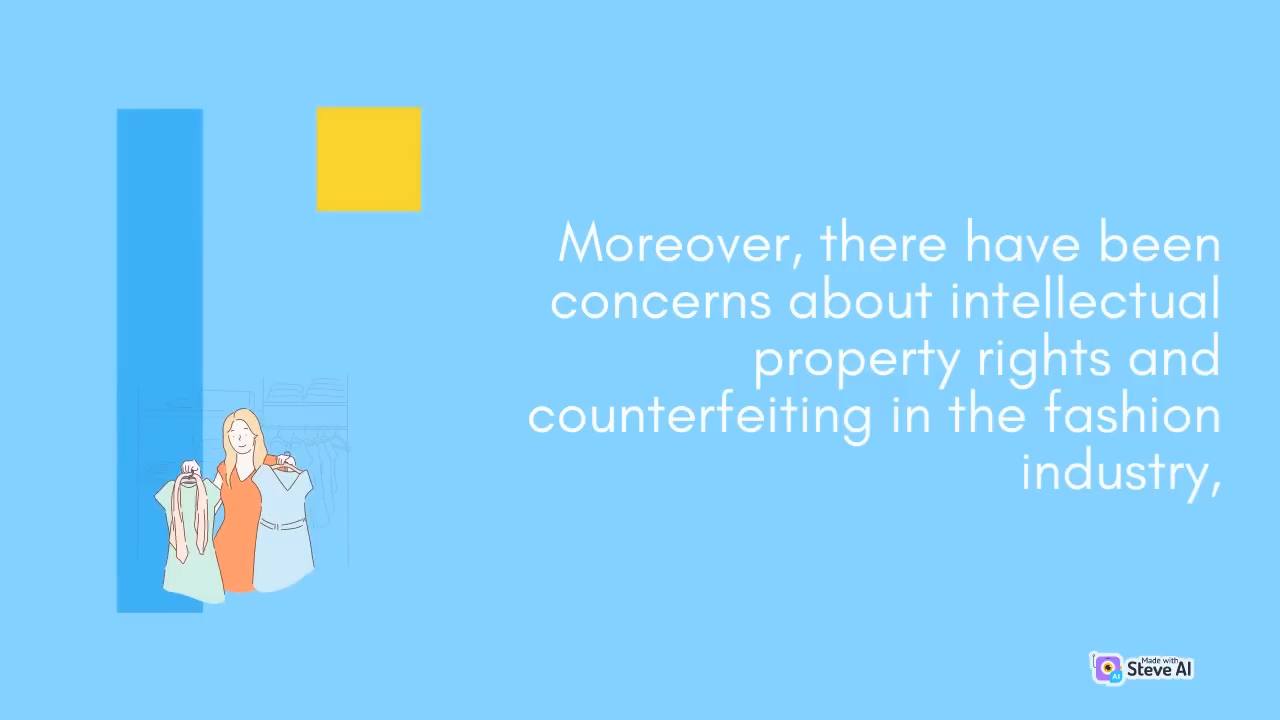 Moreover, there have been
concerns about intellectual
property rights and
counterfeiting in the fashion
industry,
Made with
Steve AI
AI